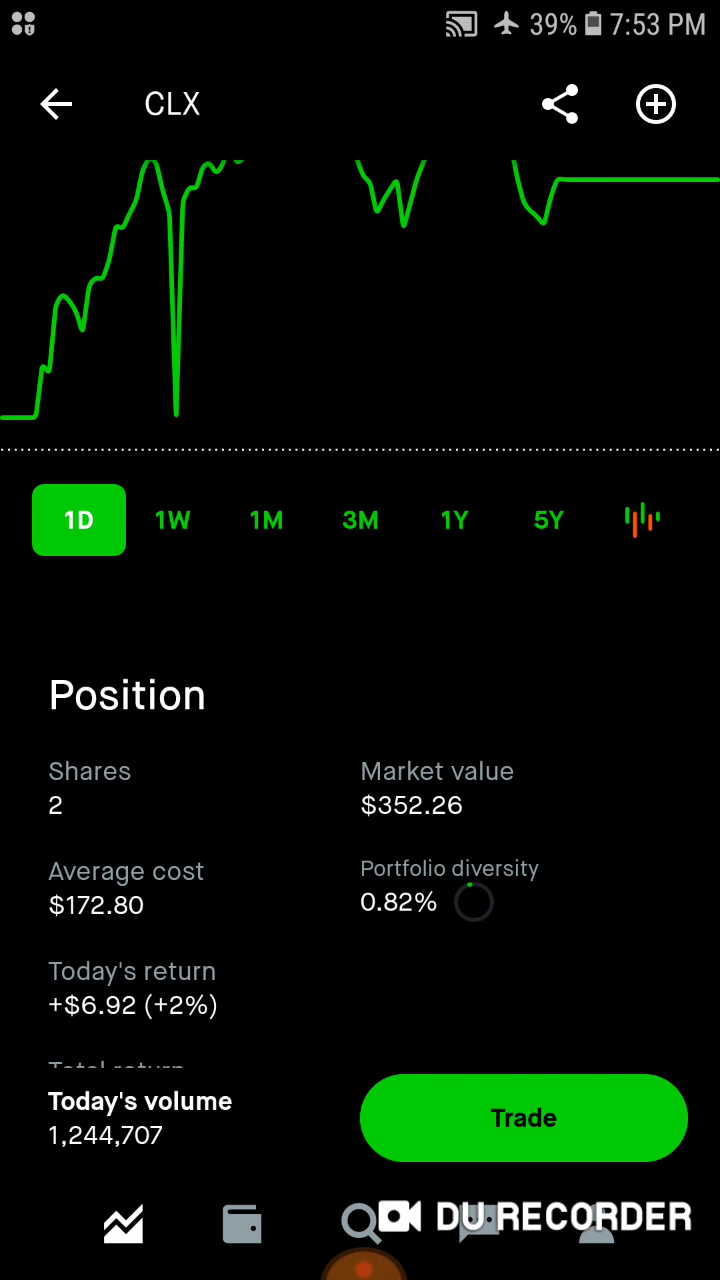 39% 7:53 PM
CLX
1D 1W 1M 3M 1Y 5Y
Position
Shares
2
Market value
$352.26
Average cost
$172.80
Portfolio diversity
0.82%
Today's return
+$6.92 (+2%)
Total return
Today's volume
1,244,707
Trade
DU RECORDER